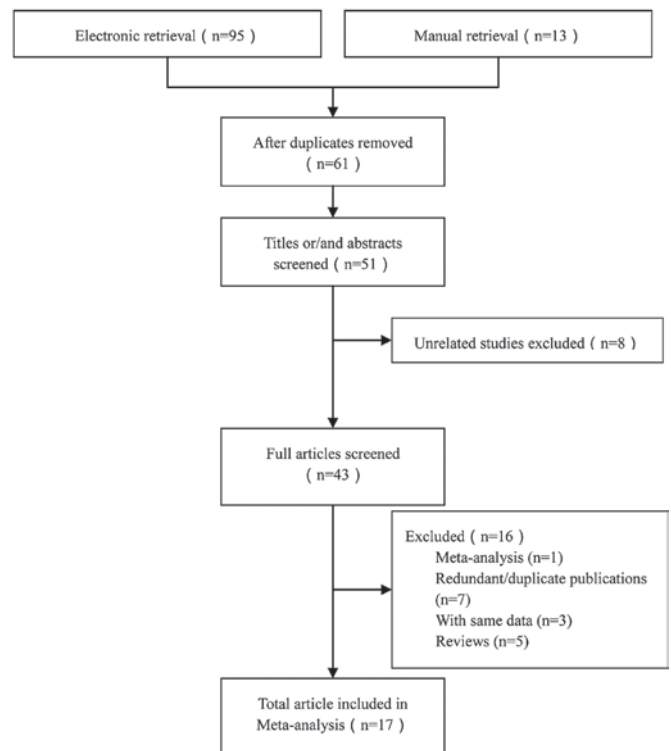 Electronic retrieval ( n=95 )
Manual retrieval ( n=13 )
After duplicates removed
( n=61 )
Titles or/and abstracts
screened ( n=51 )
Unrelated studies excluded ( n=8 )
Full articles screened
( n=43 )
Excluded ( n=16 )
Meta-analysis (n=1 )
Redundant/duplicate publications
(n=7 )
With same data (n=3 )
Reviews ( n=5 )
Total article included in
Meta-analysis ( n=17 )